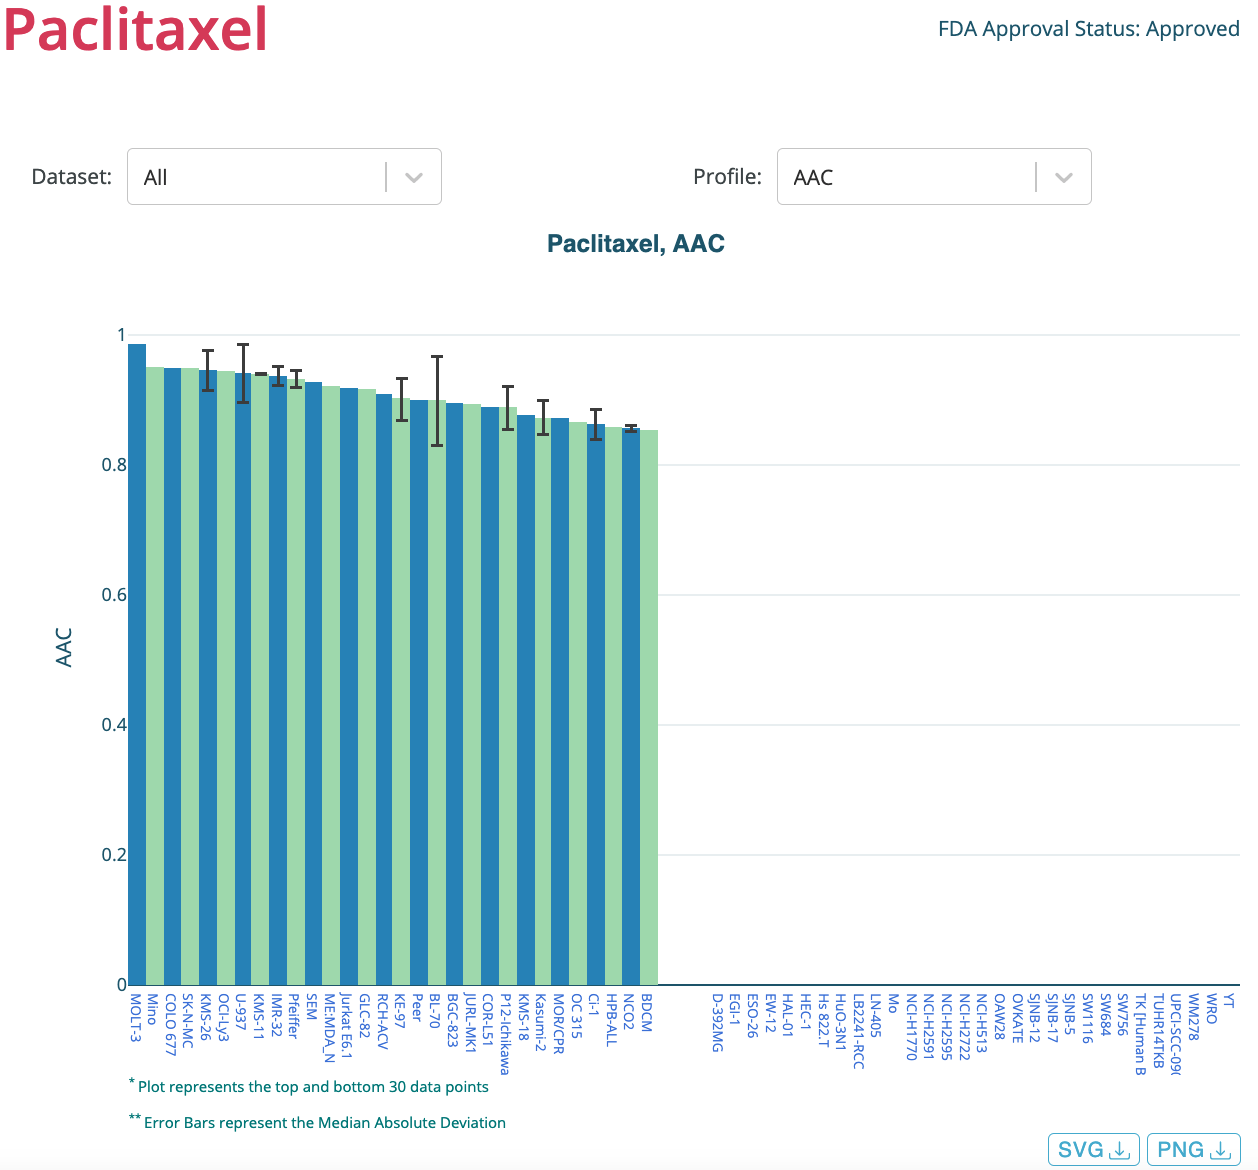 Paclitaxel
FDA Approval Status: Approved
Dataset:
All
Profile:
AAC
Paclitaxel, AAC
1
0.8
0.6
0.4
0.2
0
AAC
MOLT-3
Mino
COLO 677
SK-N-MC
KMS-26
OCI-Ly3
U-937
KMS-11
IMR-32
Pfeiffer
SEM
ME:MDA_N
Jurkat E6.1
GLC-82
RCH-ACV
KE-97
Peer
BL-70
BGC-823
JURL-MK1
COR-L51
P12-Ichikawa
KMS-18
Kasumi-2
MOR/CPR
OC 315
Ci-1
HPB-ALL
NCO2
BDCM
D-392MG
EGI-1
ESO-26
EW-12
HAL-01
HEC-1
Hs 822.T
HuO-3N1
LB2241-RCC
LN-405
Mo
NCI-H1770
NCI-H2591
NCI-H2595
NCI-H2722
NCI-H513
OAW28
OVKATE
SJNB-12
SJNB-17
SJNB-5
SW1116
SW684
SW756
TK [Human B
TUHR14TKB
UPCI-SCC-090
WM278
WRO
YT
* Plot represents the top and bottom 30 data points
** Error Bars represent the Median Absolute Deviation
SVG
PNG